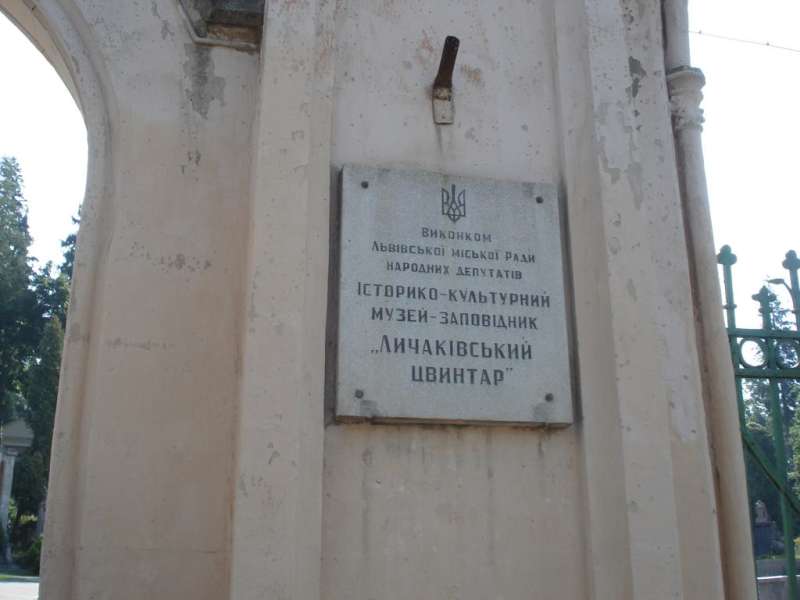 ВИКОНКОМ
ЛЬВІВСЬКОЇ МІСЬКОЇ РАДИ
НАРОДНИХ ДЕПУТАТІВ
ІСТОРИКО-КУЛЬТУРНИЙ
МУЗЕЙ-ЗАПОВІДНИК
„ЛИЧАКІВСЬКИЙ
ЦВИНТАР"